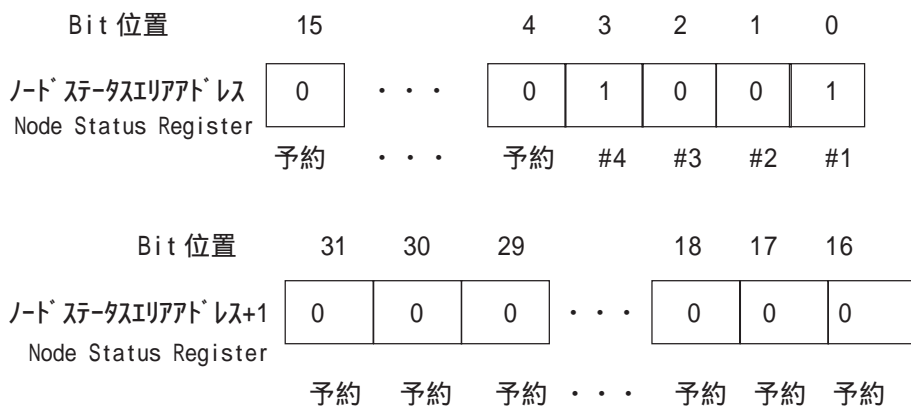 Bit 位置 15 4 3 2 1 0
ノードステータスエリアアドレス 0 ・・・ 0 1 0 0 1
Node Status Register
予約 ・・・ 予約 #4 #3 #2 #1
Bit 位置 31 30 29 18 17 16
ノードステータスエリアアドレス+1 0 0 0 ・・・ 0 0 0
Node Status Register
予約 予約 予約 ・・・ 予約 予約 予約